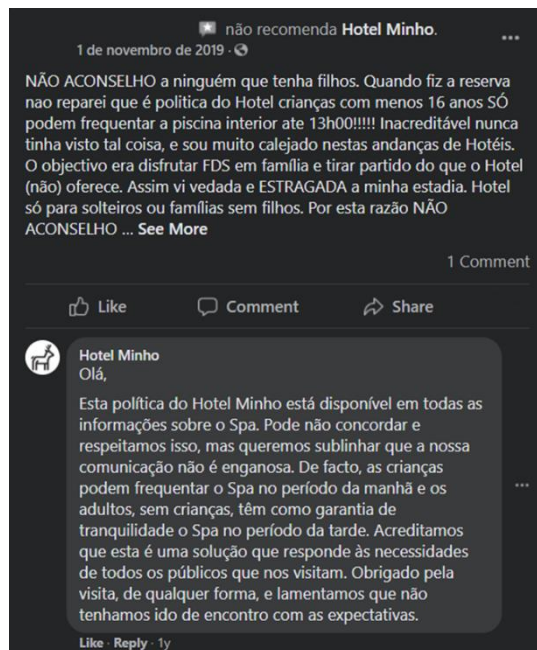 não recomenda Hotel Minho.
1 de novembro de 2019 ·
NÃO ACONSELHO a ninguém que tenha filhos. Quando fiz a reserva
nao reparei que é politica do Hotel crianças com menos 16 anos SÓ
podem frequentar a piscina interior ate 13h00!!!!! Inacreditável nunca
tinha visto tal coisa, e sou muito calejado nestas andanças de Hotéis.
O objectivo era disfrutar FDS em família e tirar partido do que o Hotel
(não) oferece. Assim vi vedada e ESTRAGADA a minha estadia. Hotel
só para solteiros ou famílias sem filhos. Por esta razão NÃO
ACONSELHO ... See More
1 Comment
Like Comment Share
Hotel Minho
Olá,
Esta política do Hotel Minho está disponível em todas as
informações sobre o Spa. Pode não concordar e
respeitamos isso, mas queremos sublinhar que a nossa
comunicação não é enganosa. De facto, as crianças
podem frequentar o Spa no período da manhã e os
adultos, sem crianças, têm como garantia de
tranquilidade o Spa no período da tarde. Acreditamos
que esta é uma solução que responde às necessidades
de todos os públicos que nos visitam. Obrigado pela
visita, de qualquer forma, e lamentamos que não
tenhamos ido de encontro com as expectativas.
Like · Reply · 1y